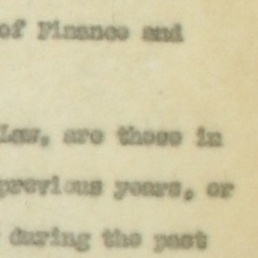 of Finance and
Law, are those in
previous years, or
during the past